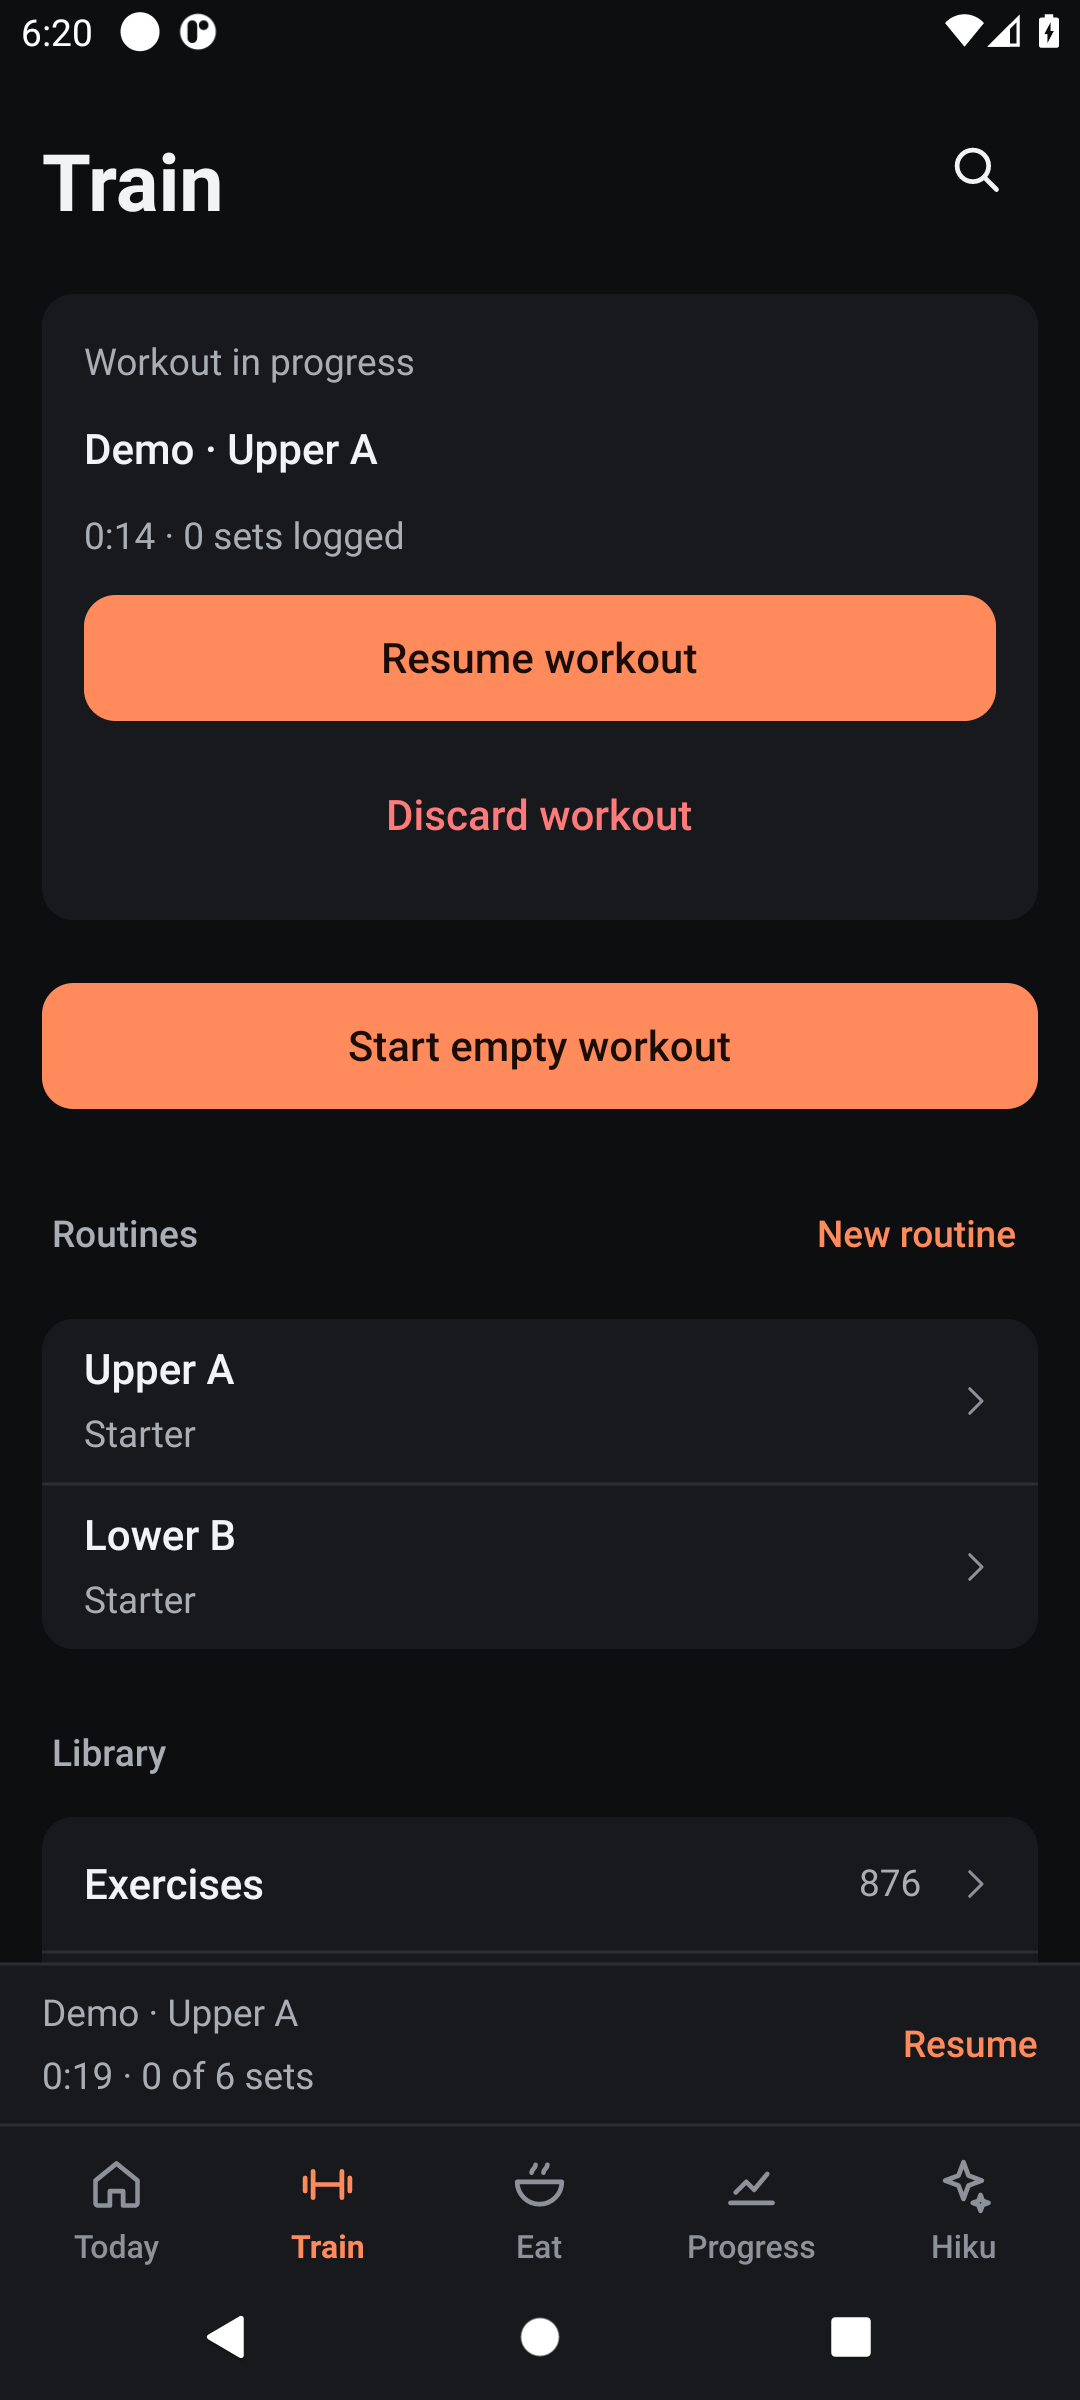 6:20
Train
Workout in progress
Demo · Upper A
0:14 · 0 sets logged
Resume workout
Discard workout
Start empty workout
Routines
New routine
Upper A
Starter
Lower B
Starter
Library
Exercises
876
Demo · Upper A
0:19 · 0 of 6 sets
Resume
Today
Train
Eat
Progress
Hiku